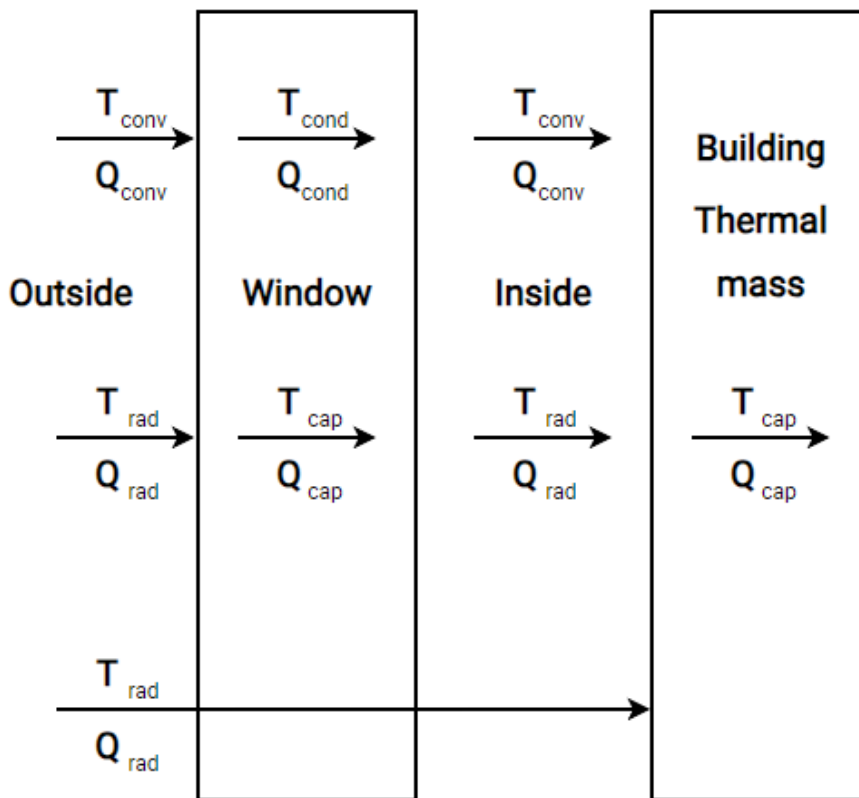 T conv T cond T conv
Q conv Q cond Q conv
Building
Thermal
mass
Outside Window Inside
T rad T cap T rad T cap
Q rad Q cap Q rad Q cap
T rad
Q rad